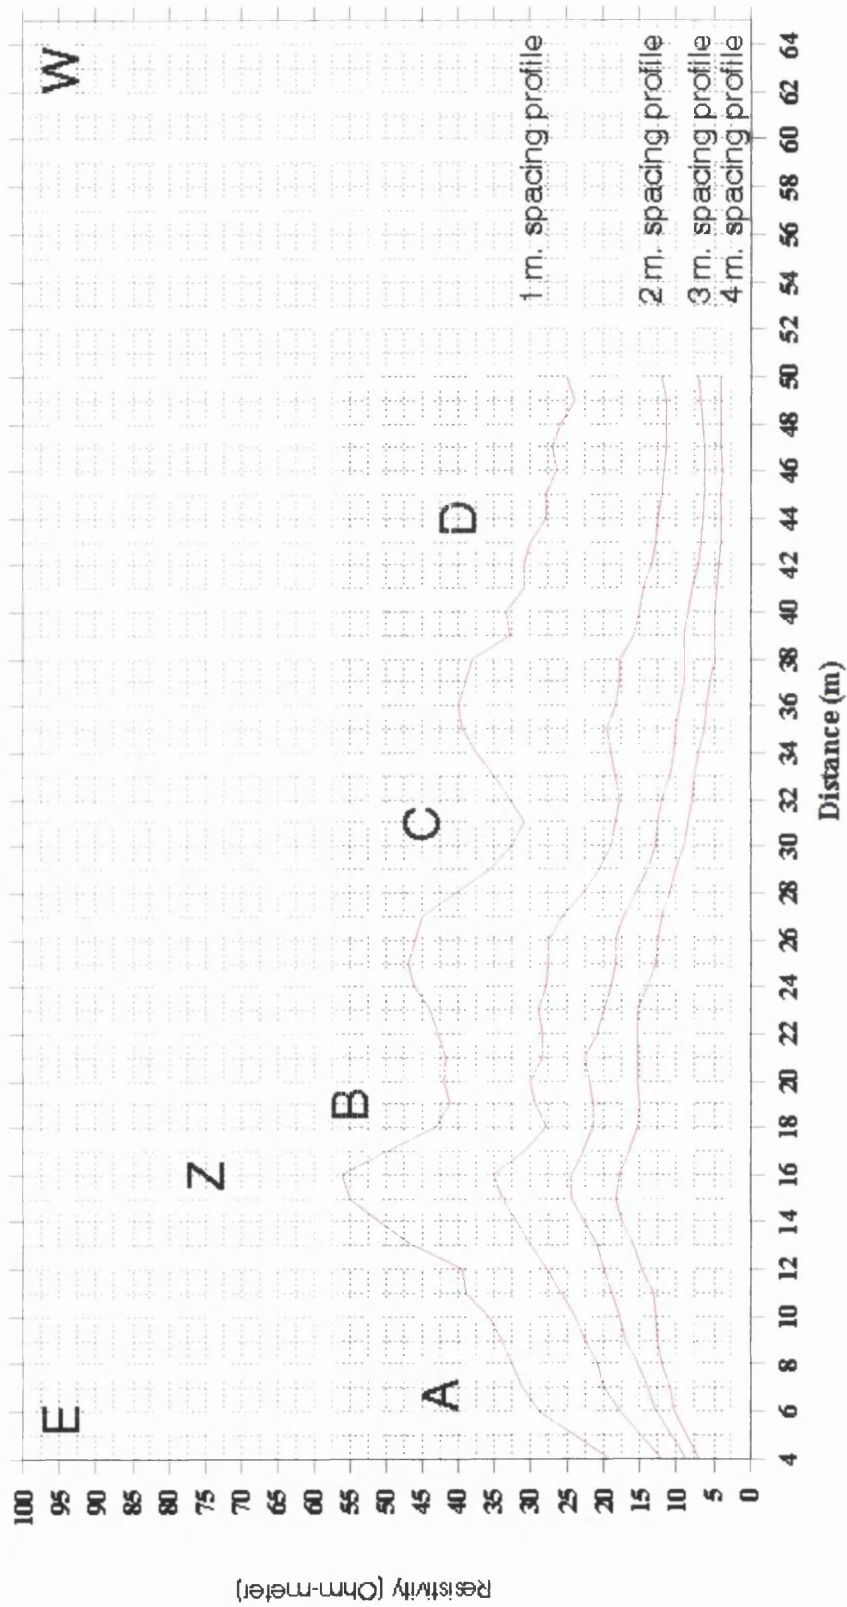 E
W
Z
A
B
C
D
1 m. spacing profile
2 m. spacing profile
3 m. spacing profile
4 m. spacing profile
Resistivity (Ohm-meter)
100
95
90
85
80
75
70
65
60
55
50
45
40
35
30
25
20
15
10
5
0
4 6 8 10 12 14 16 18 20 22 24 26 28 30 32 34 36 38 40 42 44 46 48 50 52 54 56 58 60 62 64
Distance (m)